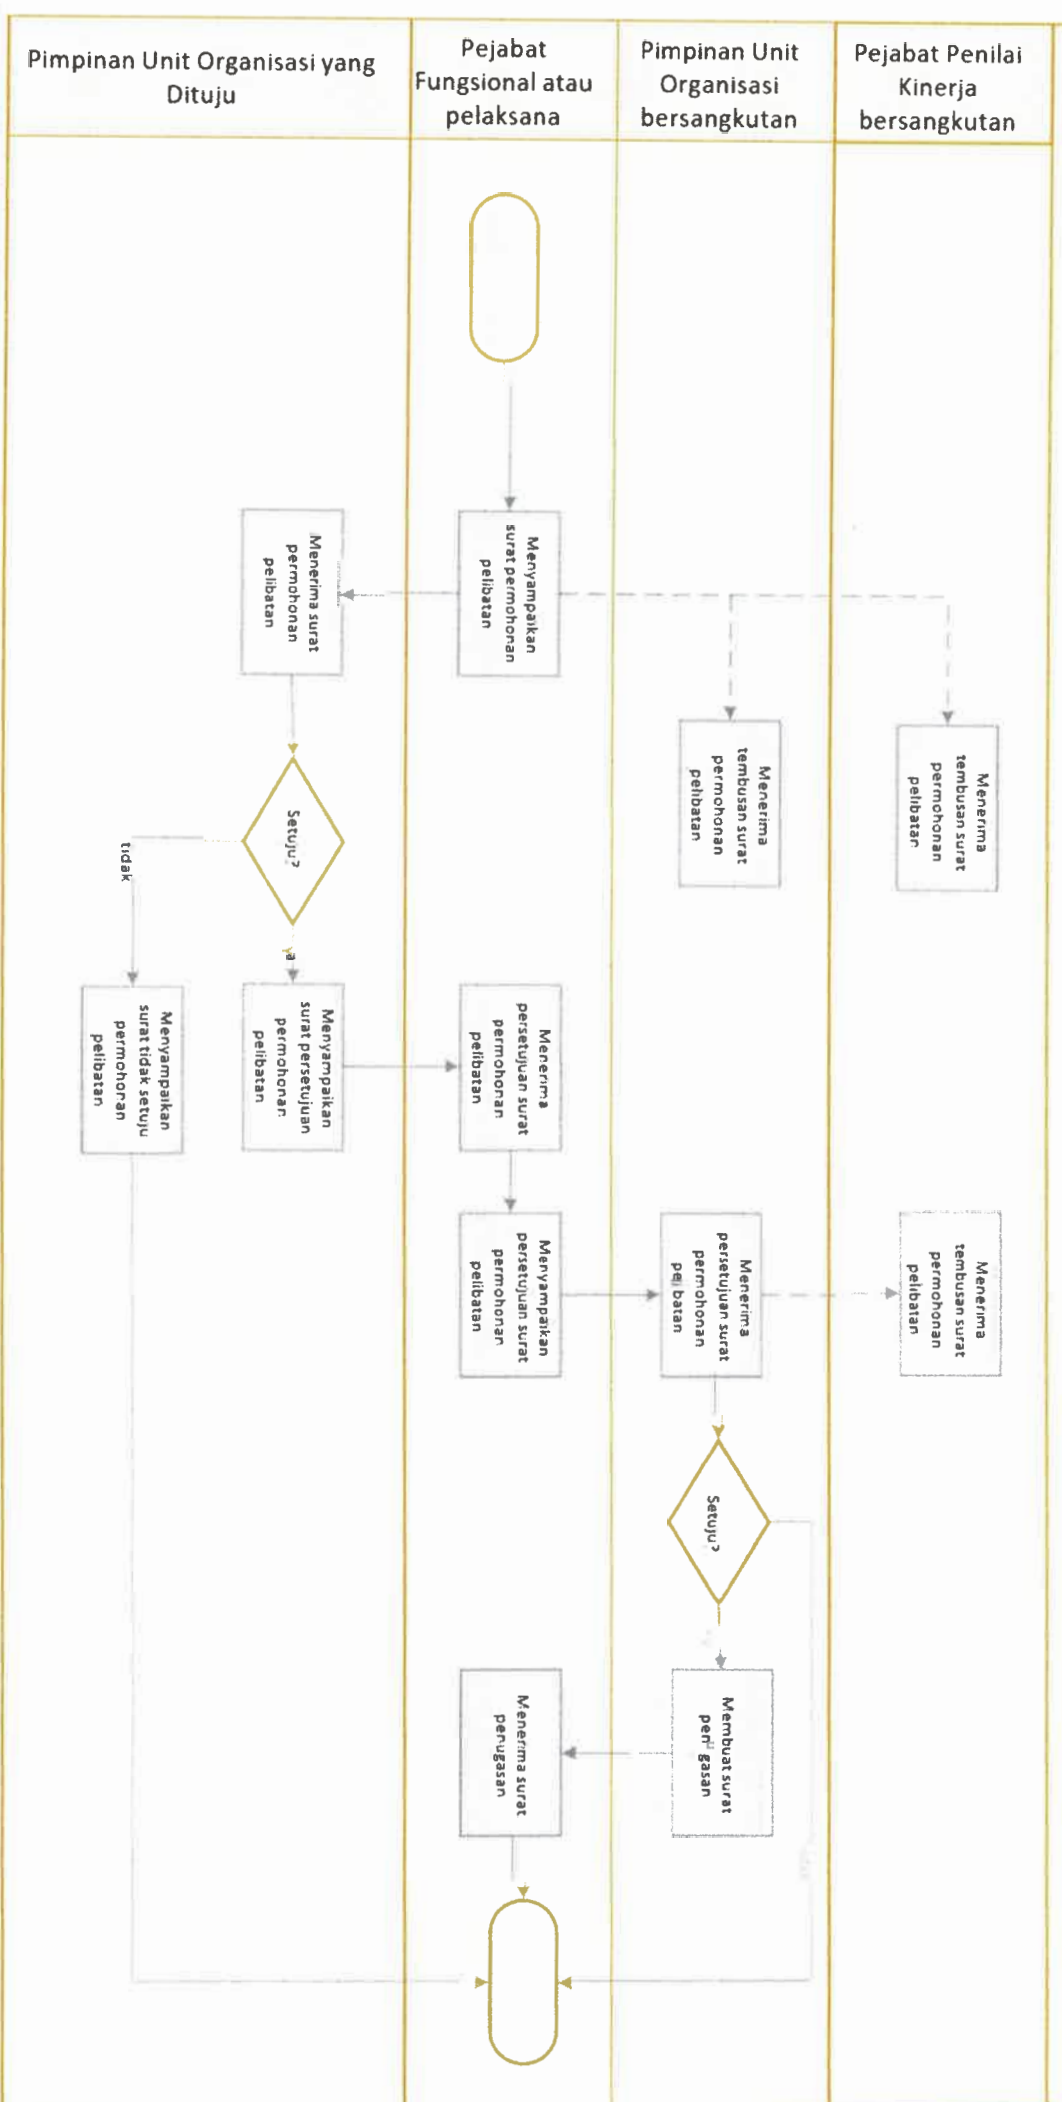 Pimpinan Unit Organisasi yang
Dituju
Pejabat
Fungsional atau
pelaksana
Pimpinan Unit
Organisasi
bersangkutan
Pejabat Penilai
Kinerja
bersangkutan
Menyampaikan
surat permohonan
pelibatan
Menerima surat
permohonan
pelibatan
Menerima
tembusan surat
permohonan
pelibatan
Menerima
tembusan surat
permohonan
pelibatan
Setuju?
tidak
ya
Menyampaikan
surat tidak setuju
permohonan
pelibatan
Menyampaikan
surat persetujuan
permohonan
pelibatan
Menerima
persetujuan surat
permohonan
pelibatan
Menyampaikan
persetujuan surat
permohonan
pelibatan
Menerima
persetujuan surat
permohonan
pelibatan
Menerima
tembusan surat
permohonan
pelibatan
Setuju?
Membuat surat
penugasan
Menerima surat
penugasan